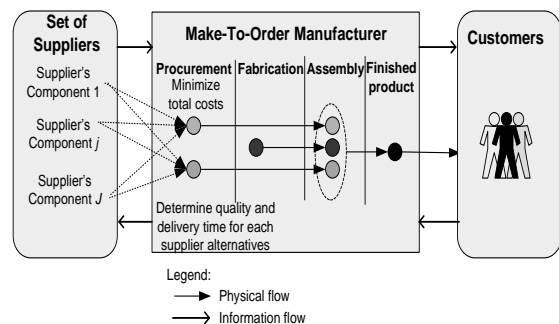 Set of
Suppliers
Make-To-Order Manufacturer
Customers
Supplier's
Component 1
Supplier's
Component j
Supplier's
Component J
Procurement
Fabrication
Assembly
Finished
product
Minimize
total costs
Determine quality and
delivery time for each
supplier alternatives
Legend:
Physical flow
Information flow